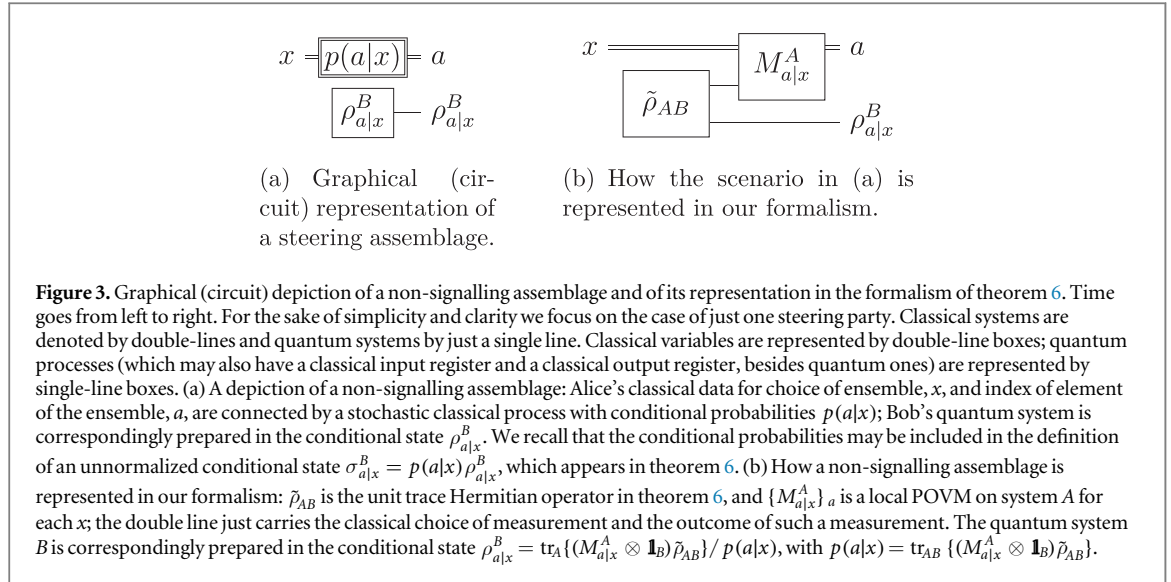 x p(a|x) a
ρ^B_{a|x} ρ^B_{a|x}
x M^A_{a|x} a
ρ̃_{AB}
ρ^B_{a|x}
(a) Graphical (cir-
cuit) representation of
a steering assemblage.
(b) How the scenario in (a) is
represented in our formalism.
Figure 3. Graphical (circuit) depiction of a non-signalling assemblage and of its representation in the formalism of theorem 6. Time
goes from left to right. For the sake of simplicity and clarity we focus on the case of just one steering party. Classical systems are
denoted by double-lines and quantum systems by just a single line. Classical variables are represented by double-line boxes; quantum
processes (which may also have a classical input register and a classical output register, besides quantum ones) are represented by
single-line boxes. (a) A depiction of a non-signalling assemblage: Alice's classical data for choice of ensemble, x, and index of element
of the ensemble, a, are connected by a stochastic classical process with conditional probabilities p(a|x); Bob's quantum system is
correspondingly prepared in the conditional state ρ^B_{a|x}. We recall that the conditional probabilities may be included in the definition
of an unnormalized conditional state σ^B_{a|x} = p(a|x)ρ^B_{a|x}, which appears in theorem 6. (b) How a non-signalling assemblage is
represented in our formalism: ρ̃_{AB} is the unit trace Hermitian operator in theorem 6, and {M^A_{a|x}}_a is a local POVM on system A for
each x; the double line just carries the classical choice of measurement and the outcome of such a measurement. The quantum system
B is correspondingly prepared in the conditional state ρ^B_{a|x} = tr_A{(M^A_{a|x} ⊗ 𝟙_B)ρ̃_{AB}}/p(a|x), with p(a|x) = tr_{AB} {(M^A_{a|x} ⊗ 𝟙_B)ρ̃_{AB}}.